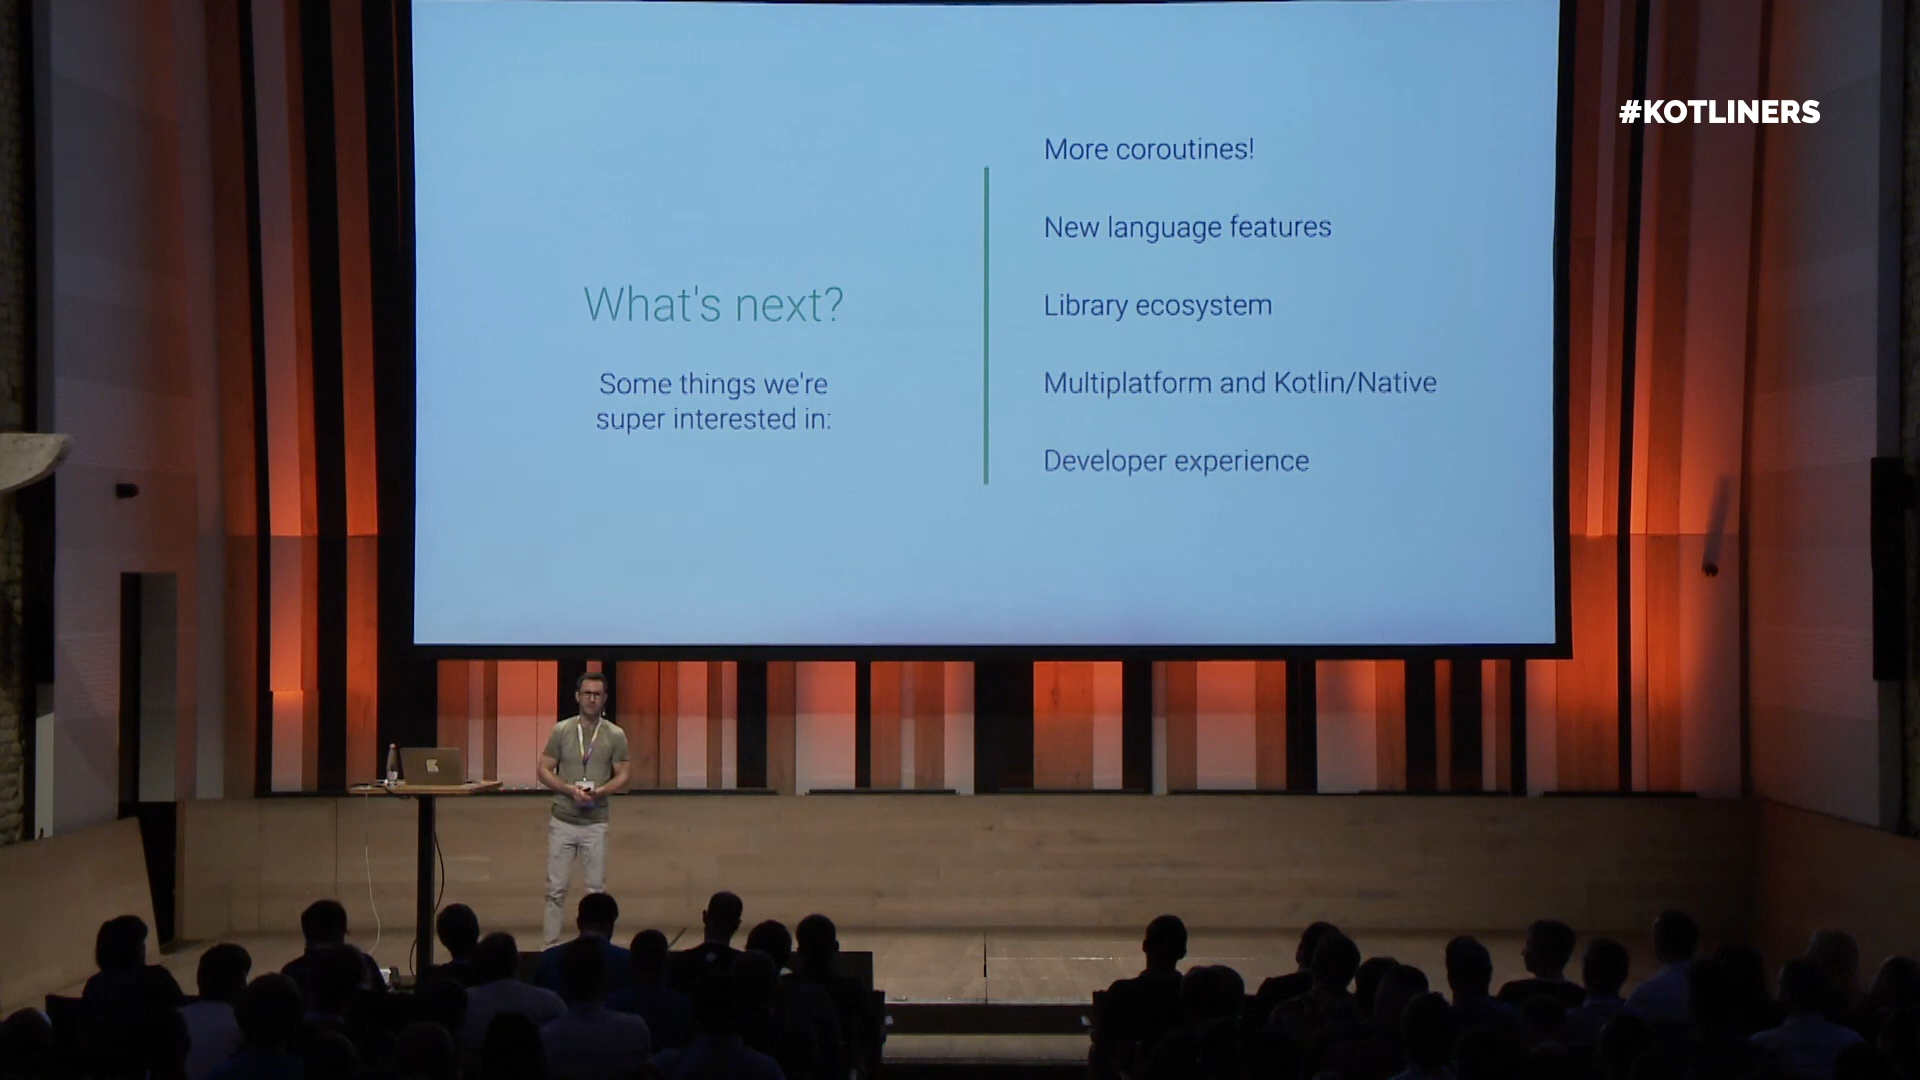 #KOTLINERS
What's next?
Some things we're
super interested in:
More coroutines!
New language features
Library ecosystem
Multiplatform and Kotlin/Native
Developer experience